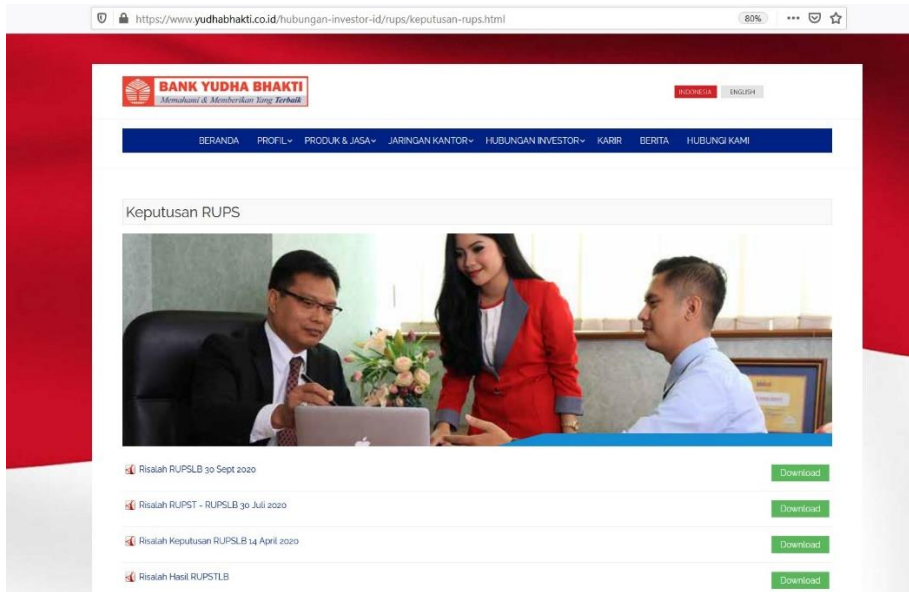 https://www.yudhabhakti.co.id/hubungan-investor-id/rups/keputusan-rups.html 80%
BANK YUDHA BHAKTI
Memahami & Memberikan Yang Terbaik
INDONESIA ENGLISH
BERANDA PROFIL PRODUK & JASA JARINGAN KANTOR HUBUNGAN INVESTOR KARIR BERITA HUBUNGI KAMI
Keputusan RUPS
Risalah RUPSLB 30 Sept 2020 Download
Risalah RUPST - RUPSLB 30 Juli 2020 Download
Risalah Keputusan RUPSLB 14 April 2020 Download
Risalah Hasil RUPSTLB Download